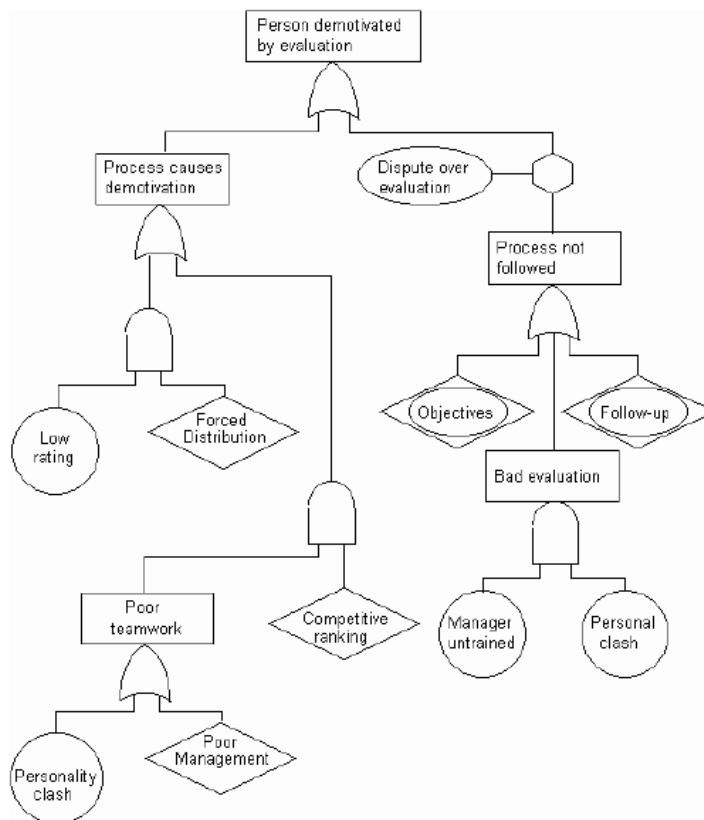 Person demotivated
by evaluation
Process causes
demotivation
Dispute over
evaluation
Process not
followed
Low
rating
Forced
Distribution
Objectives
Follow-up
Bad evaluation
Poor
teamwork
Competitive
ranking
Manager
untrained
Personal
clash
Personality
clash
Poor
Management